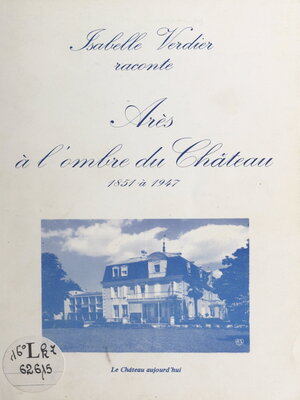 Isabelle Verdier
raconte
Arès
à l'ombre du Château
1851 à 1947
Le Château aujourd'hui